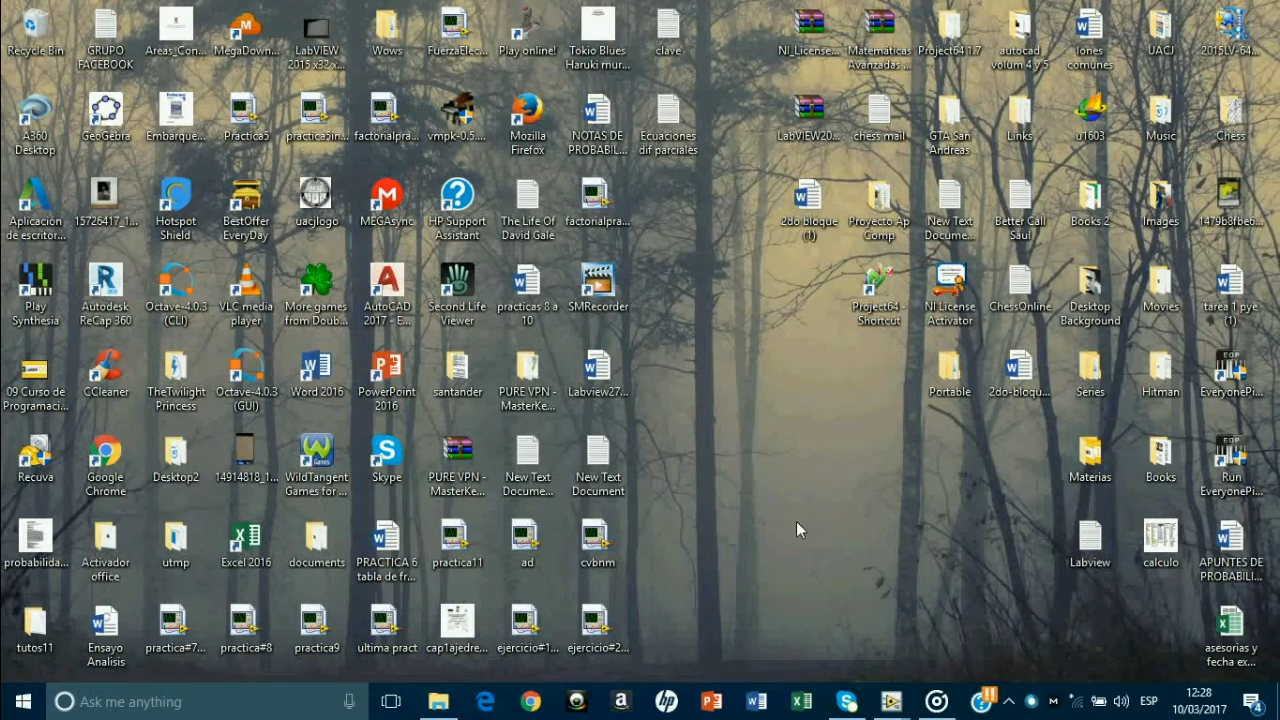 Recycle Bin
GRUPO FACEBOOK
Areas_Con...
MegaDown...
LabVIEW 2015 x32.x...
Wows
FuerzaElec...
Play online!
Tokio Blues Haruki mur...
clave
NI_License...
Matematicas Avanzadas ...
Project64 1.7
autocad volum 4 y 5
lones comunes
UACJ
2015LV-64...
A360 Desktop
GeoGebra
Embarque...
Practica5
practica5in...
factorialpra...
vmpk-0.5....
Mozilla Firefox
NOTAS DE PROBABIL...
Ecuaciones dif parciales
LabVIEW20...
chess mail
GTA San Andreas
Links
u1603
Music
Chess
Aplicación de escritor...
15726417_1...
Hotspot Shield
BestOffer EveryDay
uacjlogo
MEGAsync
HP Support Assistant
The Life Of David Gale
factorialpra...
2do bloque (1)
Proyecto Ap Comp
New Text Docume...
Better Call Saul
Books 2
Images
1479b8fbe6...
Play Synthesia
Autodesk ReCap 360
Octave-4.0.3 (CLI)
VLC media player
More games from Doub...
AutoCAD 2017 - E...
Second Life Viewer
practicas 8 a 10
SMRecorder
Project64 - Shortcut
NI License Activator
ChessOnline
Desktop Background
Movies
tarea 1 pye (1)
09 Curso de Programaci...
CCleaner
TheTwilight Princess
Octave-4.0.3 (GUI)
Word 2016
PowerPoint 2016
santander
PURE VPN - MasterKe...
Labview27...
Portable
2do-bloqu...
Series
Hitman
EOP
EveryonePi...
Recuva
Google Chrome
Desktop2
14914818_1...
WildTangent Games for ...
Skype
PURE VPN - MasterKe...
New Text Docume...
New Text Document
Materias
Books
EOP
Run EveryonePi...
probabilida...
Activador office
utmp
Excel 2016
documents
PRACTICA 6 tabla de fr...
practica11
ad
cvbnm
Labview
calculo
APUNTES DE PROBABILI...
tutos11
Ensayo Analisis
practica#7...
practica#8
practica9
ultima pract
cap1ajedre...
ejercicio#1...
ejercicio#2...
asesorias y fecha ex...
Ask me anything
ESP
12:28
10/03/2017
4